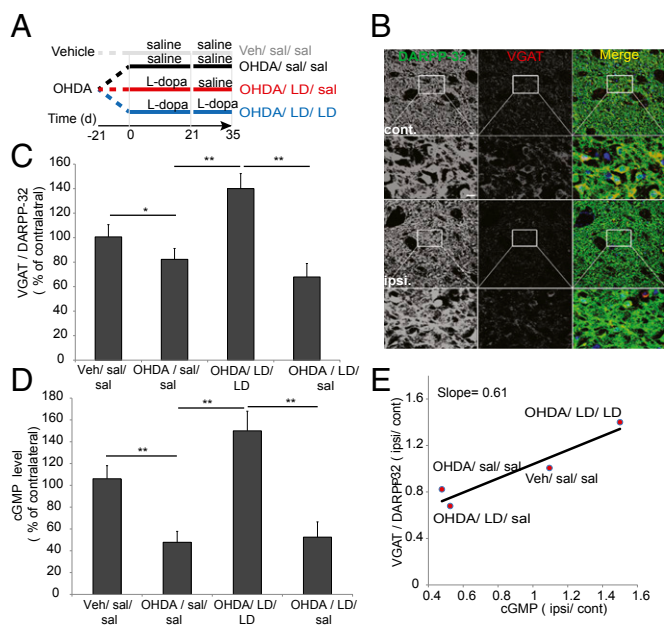 A
Vehicle
saline
saline
Veh/ sal/ sal
saline
saline
OHDA/ sal/ sal
OHDA
L-dopa
saline
OHDA/ LD/ sal
L-dopa
L-dopa
OHDA/ LD/ LD
Time (d)
-21
0
21
35
B
DARPP-32
VGAT
Merge
cont.
ipsi.
C
VGAT / DARPP-32
( % of contralatral)
160
140
120
100
80
60
40
20
0
*
**
**
Veh/ sal/
sal
OHDA / sal/
sal
OHDA/ LD/
LD
OHDA / LD/
sal
D
cGMP level
( % of contralateral)
180
160
140
120
100
80
60
40
20
0
**
**
**
Veh/ sal/
sal
OHDA / sal/
sal
OHDA/ LD/
LD
OHDA / LD/
sal
E
Slope= 0.61
VGAT / DARPP32 ( ipsi/ cont)
1.6
1.2
0.8
0.4
0
OHDA/ LD/ LD
OHDA/ sal/ sal
Veh/ sal/ sal
OHDA/ LD/ sal
0.4
0.6
0.8
1
1.2
1.4
1.6
cGMP ( ipsi/ cont)